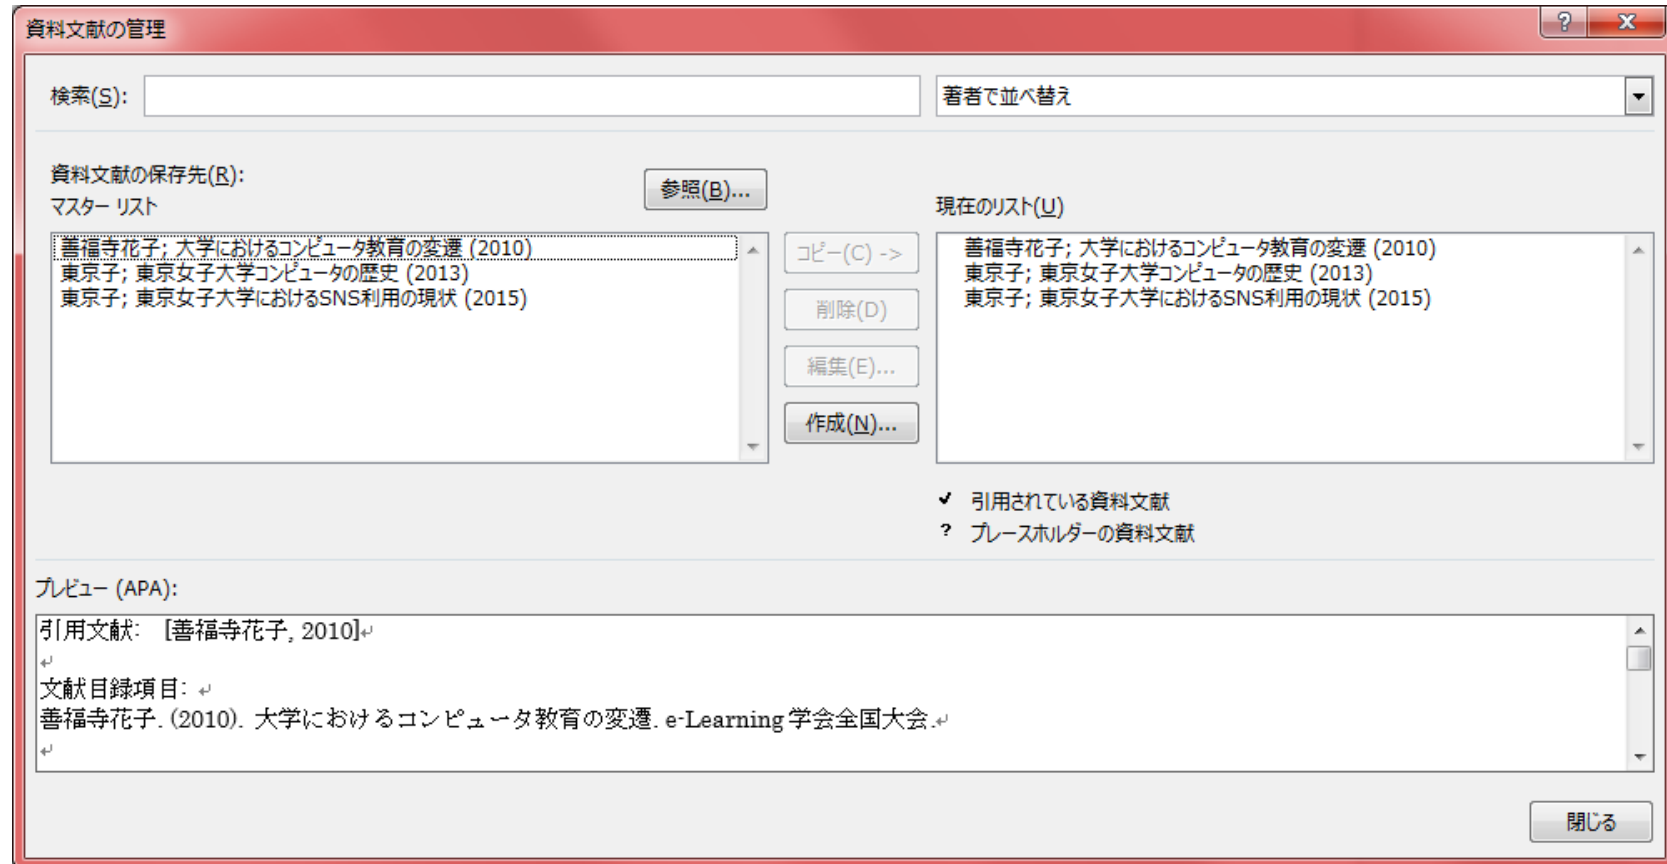 資料文献の管理
検索(S):
著者で並べ替え
資料文献の保存先(R):
参照(B)...
マスター リスト
現在のリスト(U)
善福寺花子; 大学におけるコンピュータ教育の変遷 (2010)
東京子; 東京女子大学コンピュータの歴史 (2013)
東京子; 東京女子大学におけるSNS利用の現状 (2015)
コピー(C) ->
削除(D)
編集(E)...
作成(N)...
善福寺花子; 大学におけるコンピュータ教育の変遷 (2010)
東京子; 東京女子大学コンピュータの歴史 (2013)
東京子; 東京女子大学におけるSNS利用の現状 (2015)
✓ 引用されている資料文献
? プレースホルダーの資料文献
プレビュー (APA):
引用文献: [善福寺花子, 2010]↵
↵
文献目録項目: ↵
善福寺花子. (2010). 大学におけるコンピュータ教育の変遷. e-Learning 学会全国大会.↵
↵
閉じる